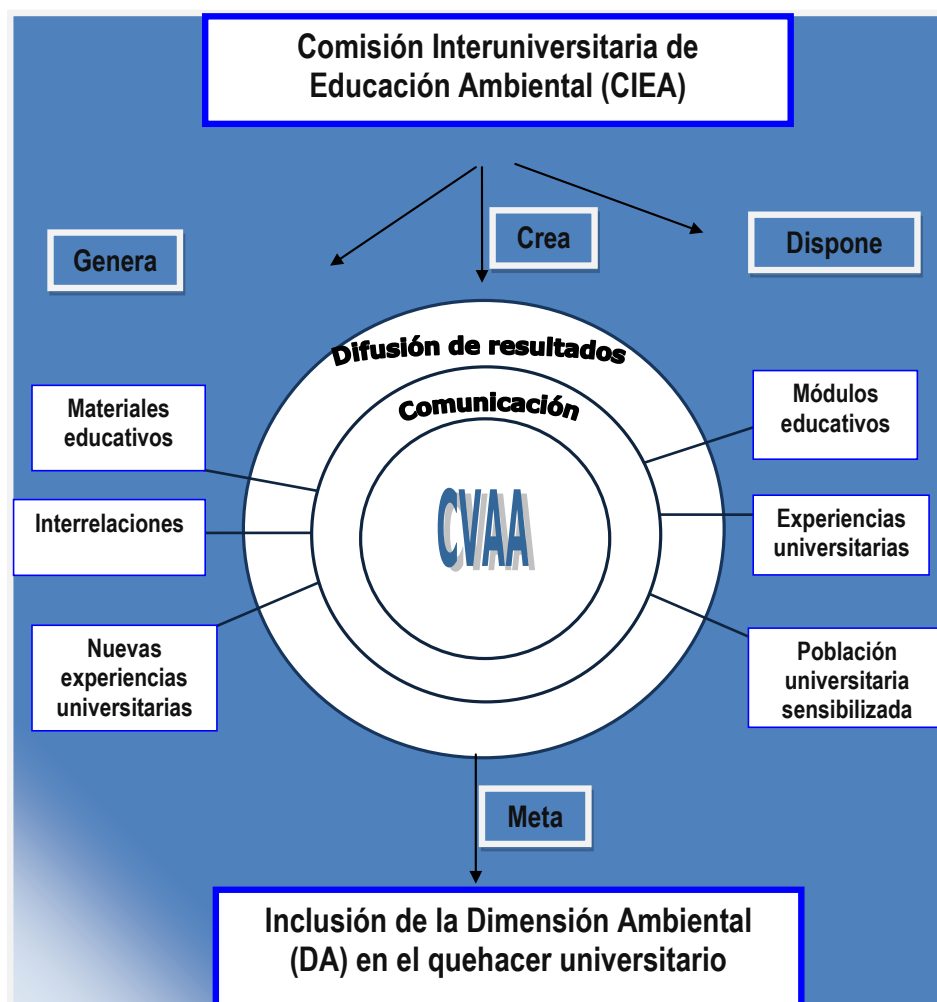 Comisión Interuniversitaria de
Educación Ambiental (CIEA)
Genera
Crea
Dispone
Difusión de resultados
Comunicación
CVAA
Materiales
educativos
Interrelaciones
Nuevas
experiencias
universitarias
Módulos
educativos
Experiencias
universitarias
Población
universitaria
sensibilizada
Meta
Inclusión de la Dimensión Ambiental
(DA) en el quehacer universitario